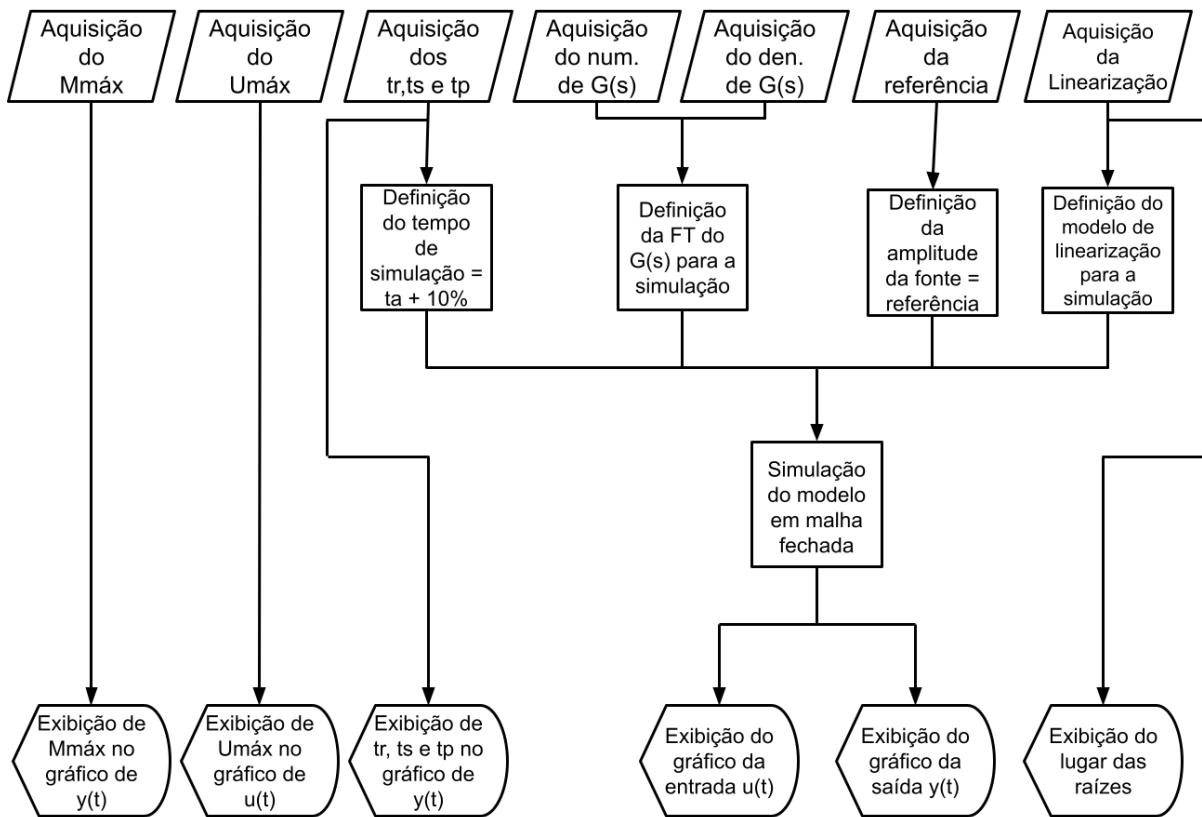 Aquisição
do
Mmáx
Aquisição
do
Umáx
Aquisição
dos
tr,ts e tp
Aquisição
do num.
de G(s)
Aquisição
do den.
de G(s)
Aquisição
da
referência
Aquisição
da
Linearização
Definição
do tempo
de
simulação =
ta + 10%
Definição
da FT do
G(s) para a
simulação
Definição
da
amplitude
da fonte =
referência
Definição do
modelo de
linearização
para a
simulação
Simulação
do modelo
em malha
fechada
Exibição de
Mmáx no
gráfico de
y(t)
Exibição de
Umáx no
gráfico de
u(t)
Exibição de
tr, ts e tp no
gráfico de
y(t)
Exibição do
gráfico da
entrada u(t)
Exibição do
gráfico da
saída y(t)
Exibição do
lugar das
raízes